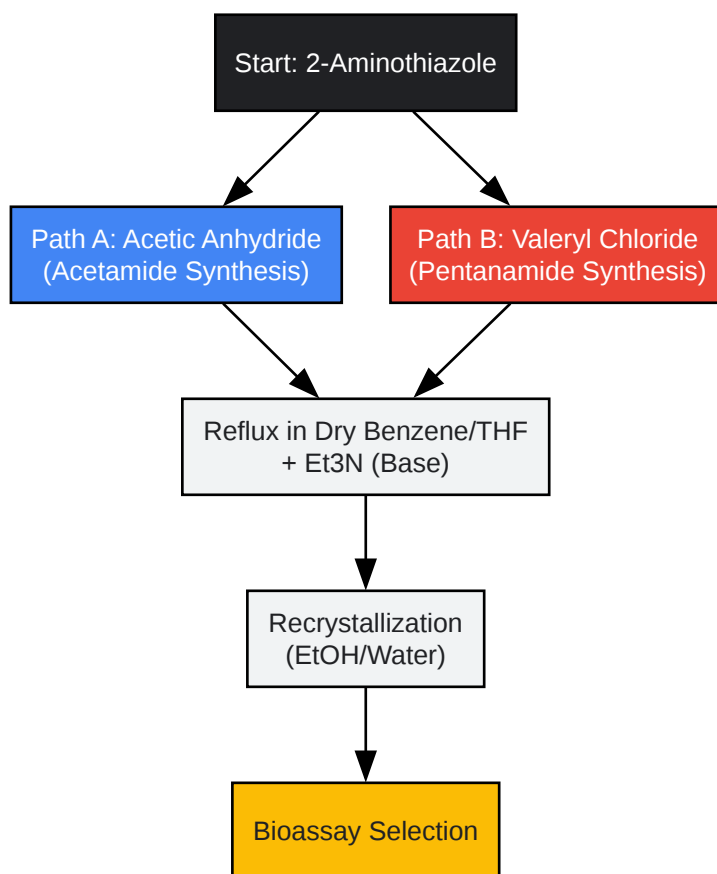 Start: 2-Aminothiazole
Path A: Acetic Anhydride
(Acetamide Synthesis)
Path B: Valeryl Chloride
(Pentanamide Synthesis)
Reflux in Dry Benzene/THF
+ Et3N (Base)
Recrystallization
(EtOH/Water)
Bioassay Selection